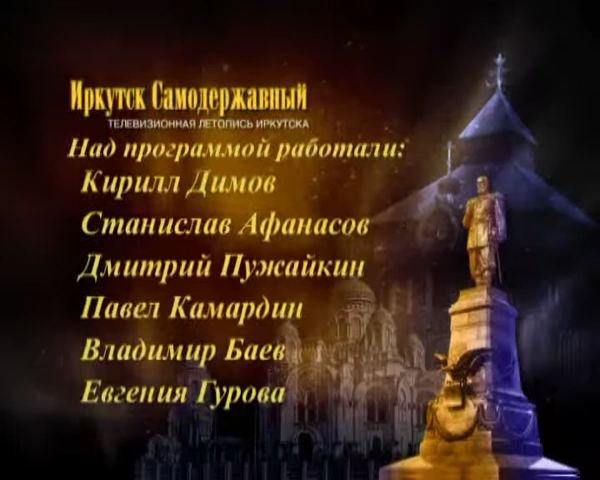 Иркутск Самодержавный
ТЕЛЕВИЗИОННАЯ ЛЕТОПИСЬ ИРКУТСКА
Над программой работали:
Кирилл Димов
Станислав Афанасов
Дмитрий Пужайкин
Павел Камардин
Владимир Баев
Евгения Гурова